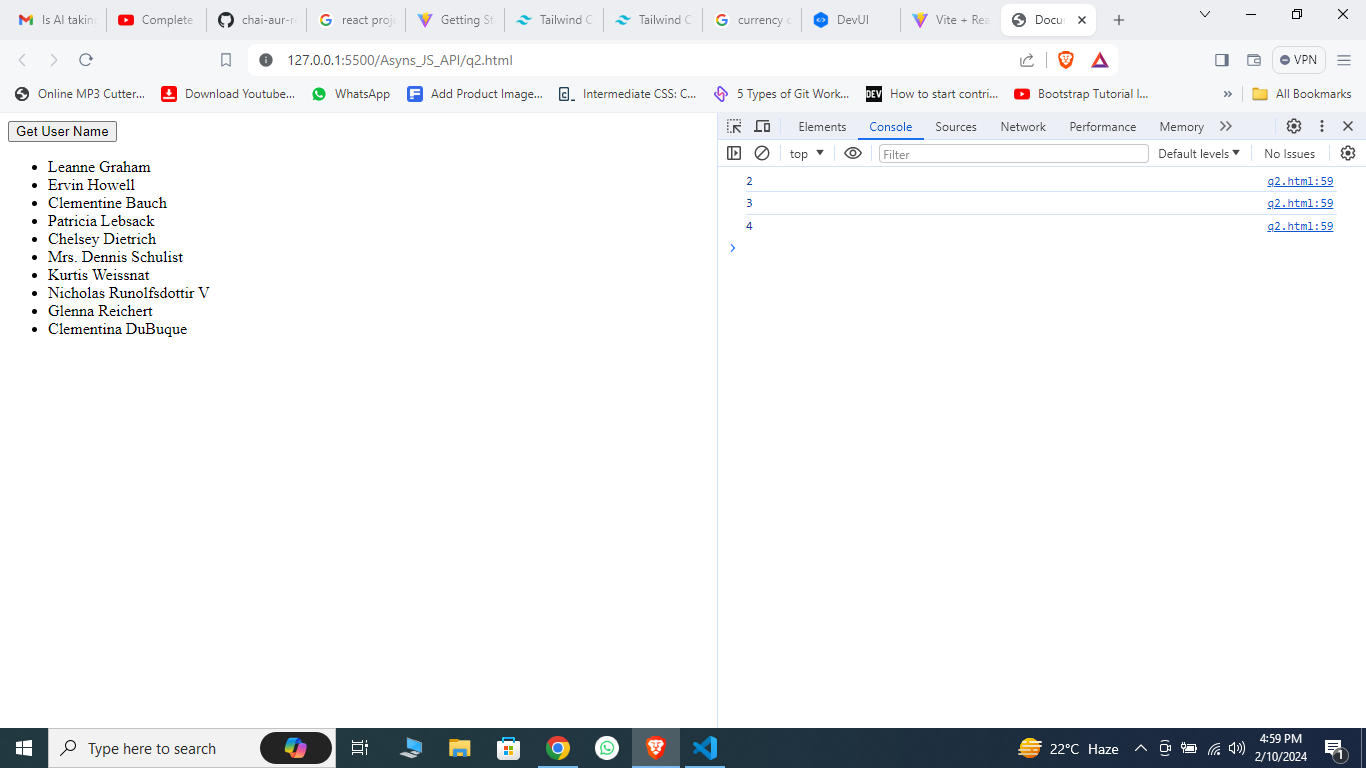 Is AI takin
Complete
chai-aur-re
react proje
Getting St
Tailwind C
Tailwind C
currency c
DevUI
Vite + Rea
Docu
127.0.0.1:5500/Asyns_JS_API/q2.html
VPN
Online MP3 Cutter...
Download Youtube...
WhatsApp
Add Product Image...
Intermediate CSS: C...
5 Types of Git Work...
DEV
How to start contri...
Bootstrap Tutorial I...
»
All Bookmarks
Get User Name
• Leanne Graham
• Ervin Howell
• Clementine Bauch
• Patricia Lebsack
• Chelsey Dietrich
• Mrs. Dennis Schulist
• Kurtis Weissnat
• Nicholas Runolfsdottir V
• Glenna Reichert
• Clementina DuBuque
Elements Console Sources Network Performance Memory
top Filter Default levels No Issues
2 q2.html:59
3 q2.html:59
4 q2.html:59
Type here to search
22°C Haze
4:59 PM
2/10/2024
1